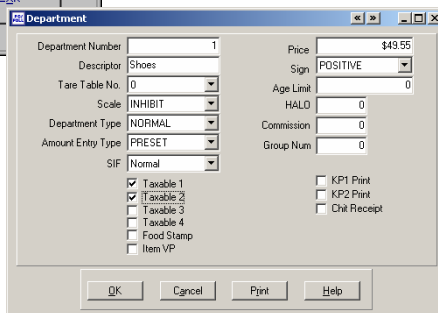 Department
Department Number 1
Descriptor Shoes
Tare Table No. 0
Scale INHIBIT
Department Type NORMAL
Amount Entry Type PRESET
SIF Normal
Taxable 1
Taxable 2
Taxable 3
Taxable 4
Food Stamp
Item VP
Price $49.55
Sign POSITIVE
Age Limit 0
HALO 0
Commission 0
Group Num 0
KP1 Print
KP2 Print
Chit Receipt
OK Cancel Print Help